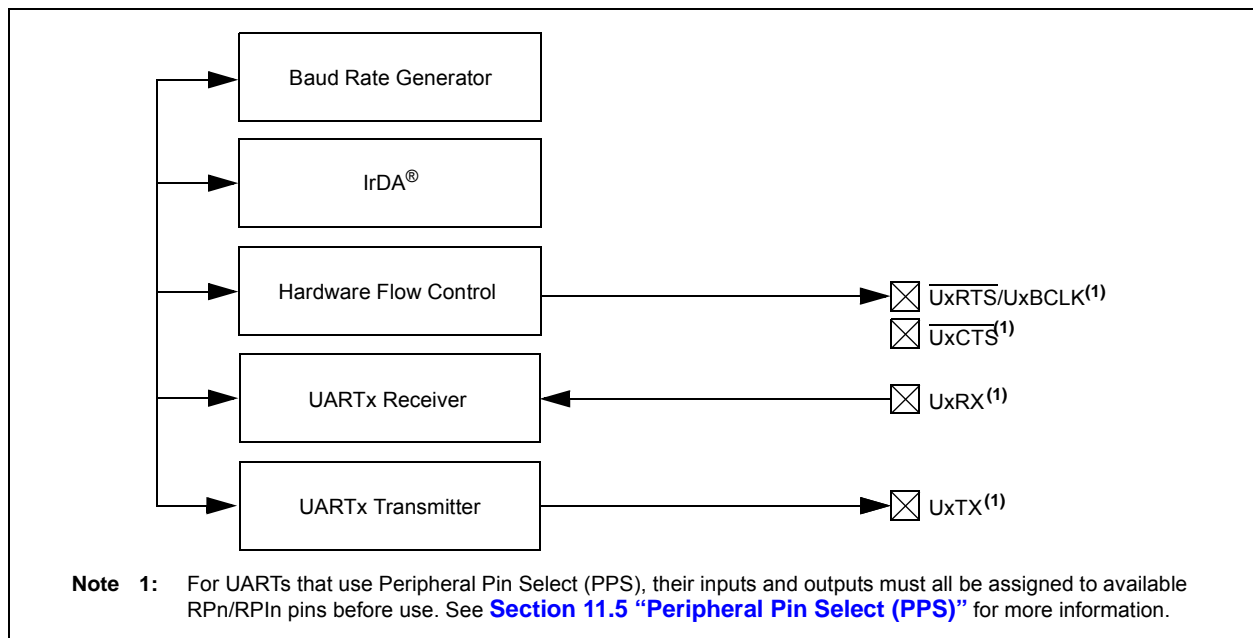 Baud Rate Generator
IrDA®
Hardware Flow Control
UxRTS/UxBCLK(1)
UxCTS(1)
UARTx Receiver
UxRX(1)
UARTx Transmitter
UxTX(1)
Note 1: For UARTs that use Peripheral Pin Select (PPS), their inputs and outputs must all be assigned to available
RPn/RPIn pins before use. See Section 11.5 “Peripheral Pin Select (PPS)” for more information.